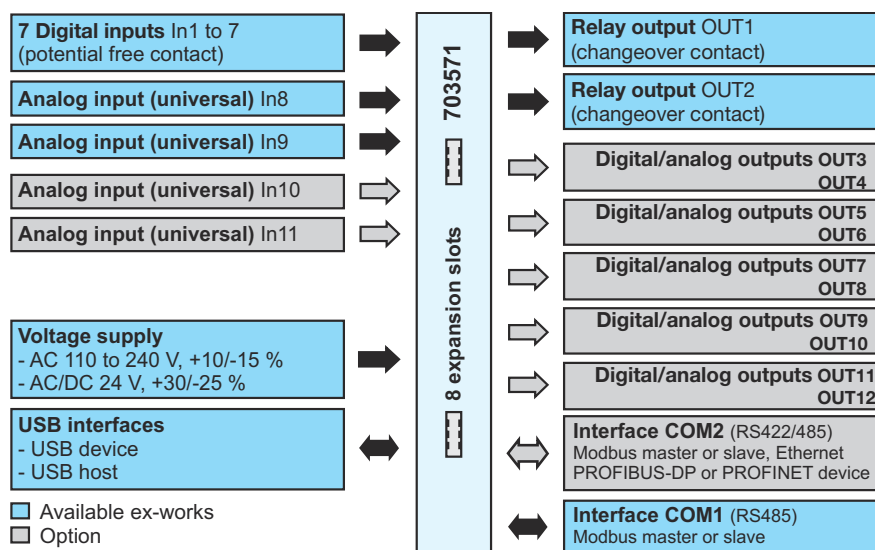 7 Digital inputs In1 to 7
(potential free contact)
Analog input (universal) In8
Analog input (universal) In9
Analog input (universal) In10
Analog input (universal) In11
Voltage supply
- AC 110 to 240 V, +10/-15 %
- AC/DC 24 V, +30/-25 %
USB interfaces
- USB device
- USB host
Available ex-works
Option
703571
8 expansion slots
Relay output OUT1
(changeover contact)
Relay output OUT2
(changeover contact)
Digital/analog outputs OUT3
OUT4
Digital/analog outputs OUT5
OUT6
Digital/analog outputs OUT7
OUT8
Digital/analog outputs OUT9
OUT10
Digital/analog outputs OUT11
OUT12
Interface COM2 (RS422/485)
Modbus master or slave, Ethernet
PROFIBUS-DP or PROFINET device
Interface COM1 (RS485)
Modbus master or slave